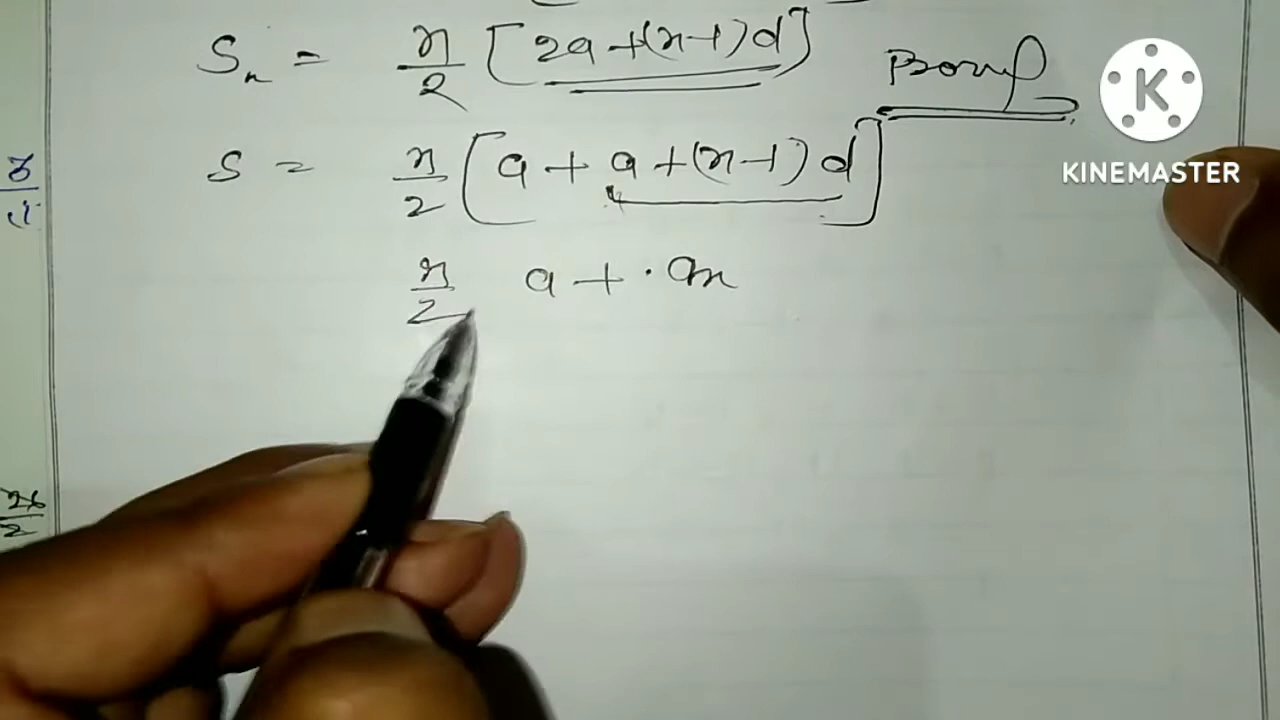 Sn = n/2 [2a+(n-1)d] Proof
S = n/2 [a + a +(n-1) d]
n/2 a + . an
K
KINEMASTER